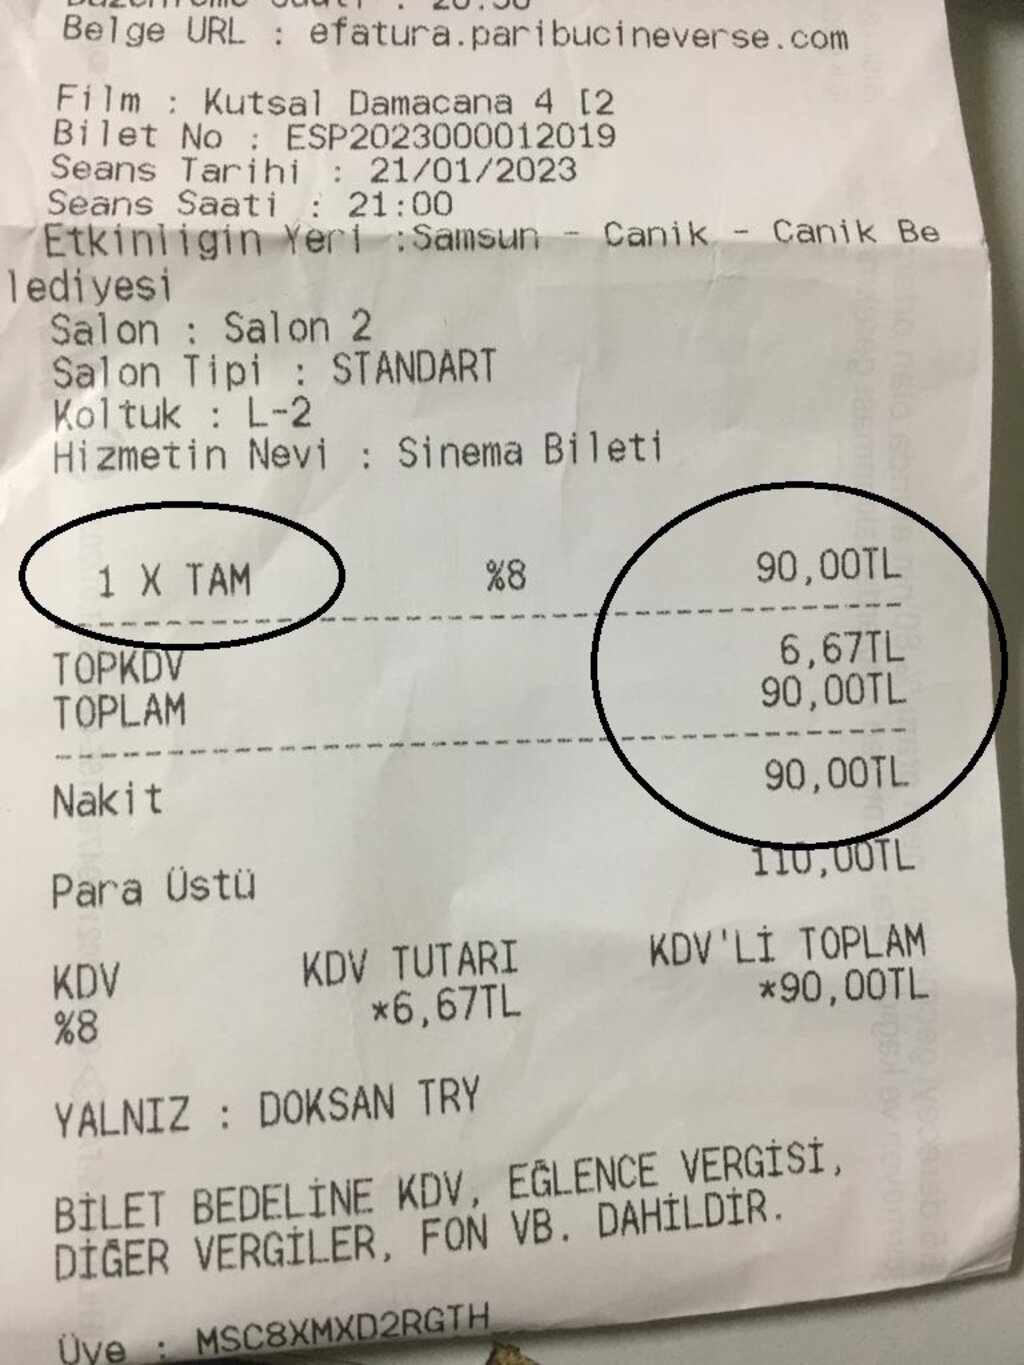 Belge URL : efatura.paribucineverse.com
Film : Kutsal Damacana 4 [2
Bilet No : ESP2023000012019
Seans Tarihi : 21/01/2023
Seans Saati : 21:00
Etkinligin Yeri :Samsun - Canik - Canik Be
lediyesi
Salon : Salon 2
Salon Tipi : STANDART
Koltuk : L-2
Hizmetin Nevi : Sinema Bileti
1 X TAM %8 90,00TL
TOPKDV 6,67TL
TOPLAM 90,00TL
Nakit 90,00TL
Para Üstü 110,00TL
KDV KDV TUTARI KDV'Lİ TOPLAM
%8 *6,67TL *90,00TL
YALNIZ : DOKSAN TRY
BİLET BEDELİNE KDV, EĞLENCE VERGİSİ,
DİĞER VERGİLER, FON VB. DAHİLDİR.
Üye : MSC8XMXD2RGTH